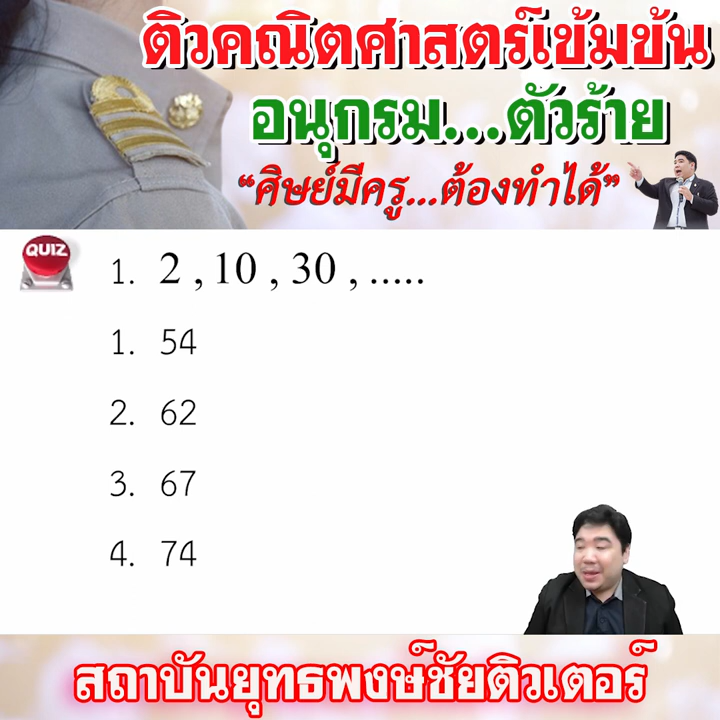 ติวคณิตศาสตร์เข้มข้น
อนุกรม...ตัวร้าย
“ศิษย์มีครู...ต้องทำได้”
QUIZ
1. 2 , 10 , 30 , .....
1. 54
2. 62
3. 67
4. 74
สถาบันยุทธพงษ์ชัยติวเตอร์